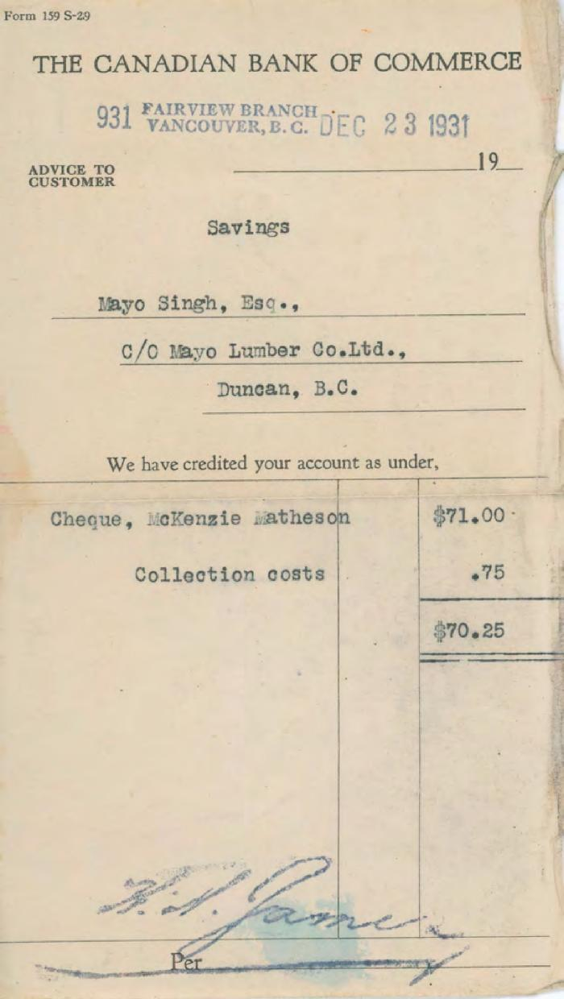 Form 159 S-29
THE CANADIAN BANK OF COMMERCE
931 FAIRVIEW BRANCH DEC 23 1931
VANCOUVER, B.C.
19
ADVICE TO
CUSTOMER
Savings
Mayo Singh, Esq.,
C/O Mayo Lumber Co.Ltd.,
Duncan, B.C.
We have credited your account as under,
Cheque, McKenzie Matheson $71.00
Collection costs .75
$70.25
Per